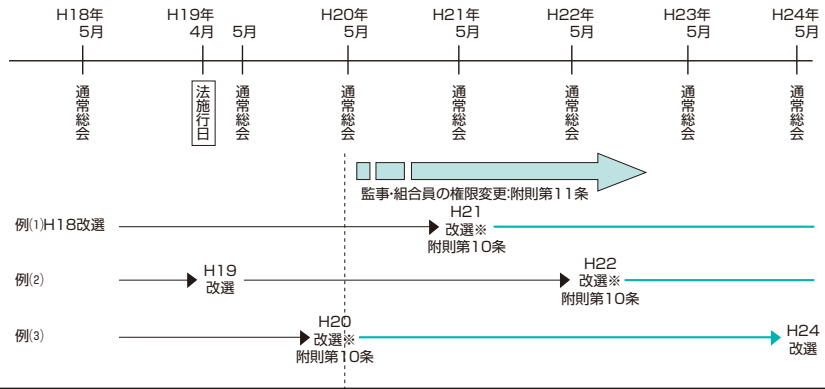 H18年
5月
H19年
4月 5月
H20年
5月
H21年
5月
H22年
5月
H23年
5月
H24年
5月
通常総会
法施行日
通常総会
通常総会
通常総会
通常総会
通常総会
通常総会
監事・組合員の権限変更:附則第11条
例⑴H18改選
H21
改選※
附則第10条
例⑵
H19
改選
H22
改選※
附則第10条
例⑶
H20
改選※
附則第10条
H24
改選